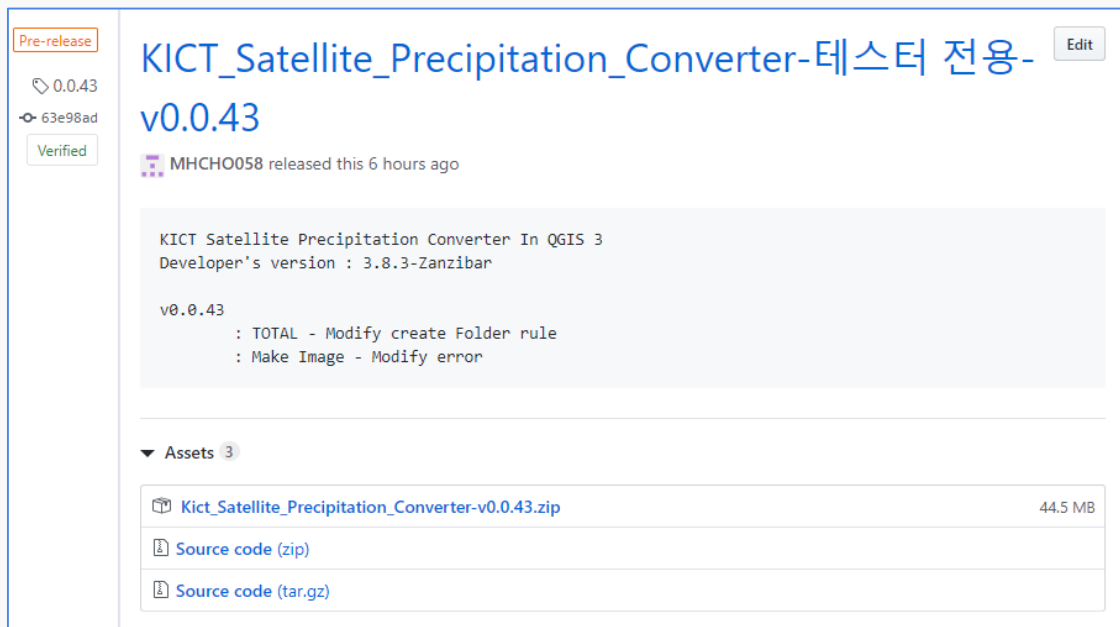 Pre-release
0.0.43
63e98ad
Verified
KICT_Satellite_Precipitation_Converter-테스터 전용-
v0.0.43
Edit
MHCHO058 released this 6 hours ago
KICT Satellite Precipitation Converter In QGIS 3
Developer's version : 3.8.3-Zanzibar
v0.0.43
: TOTAL - Modify create Folder rule
: Make Image - Modify error
Assets 3
Kict_Satellite_Precipitation_Converter-v0.0.43.zip 44.5 MB
Source code (zip)
Source code (tar.gz)